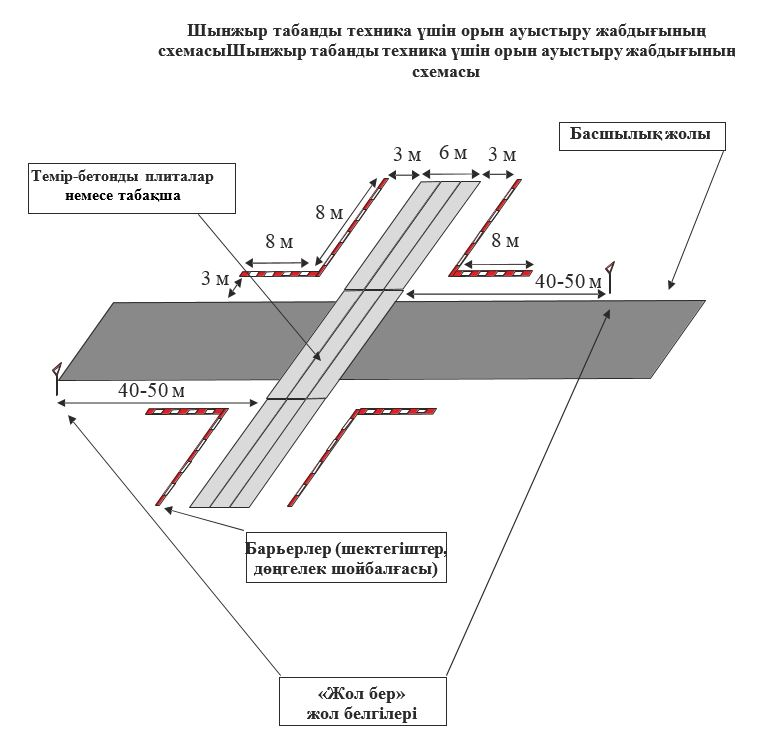 Шынжыр табанды техника үшін орын ауыстыру жабдығының
схемасыШынжыр табанды техника үшін орын ауыстыру жабдығының
схемасы
Басшылық жолы
3 м
6 м
3 м
Темір-бетонды плиталар
немесе табақша
8 м
8 м
8 м
3 м
40-50 м
40-50 м
Барьерлер (шектегіштер,
дөңгелек шойбалғасы)
«Жол бер»
жол белгілері